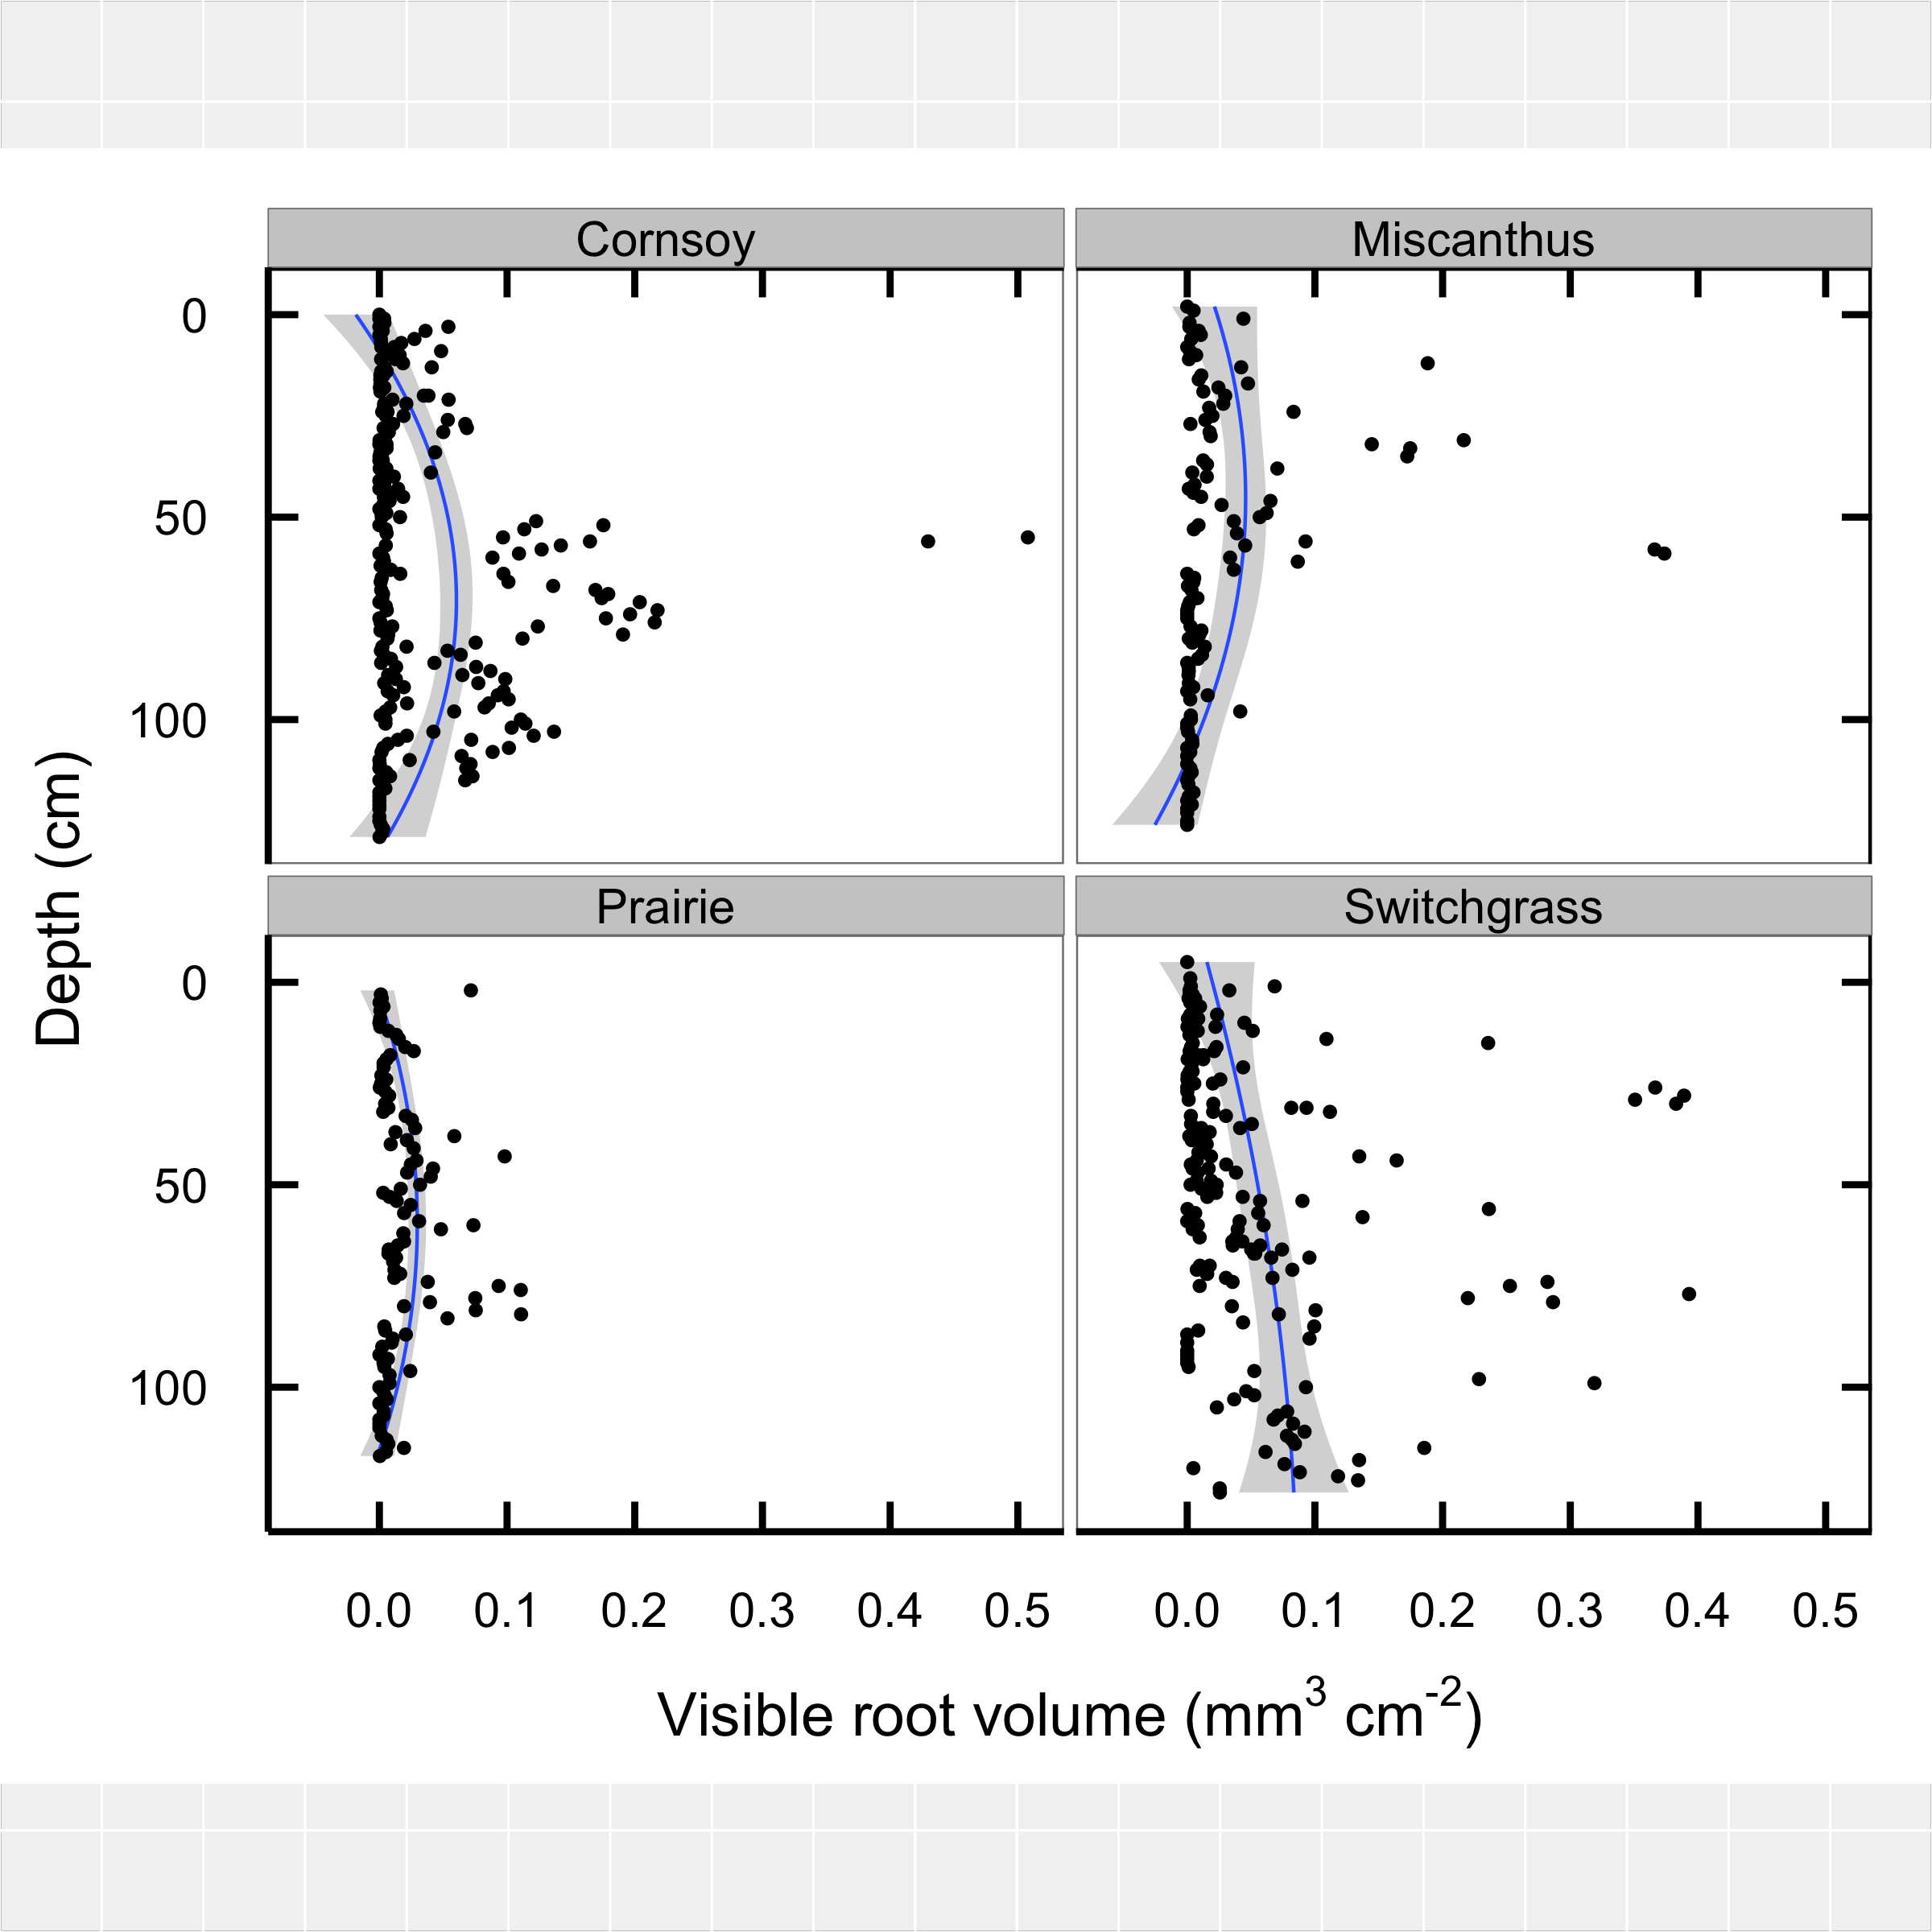 Cornsoy
Miscanthus
0
50
100
Prairie
Switchgrass
0
50
100
Depth (cm)
0.0 0.1 0.2 0.3 0.4 0.5
0.0 0.1 0.2 0.3 0.4 0.5
Visible root volume (mm³ cm⁻²)